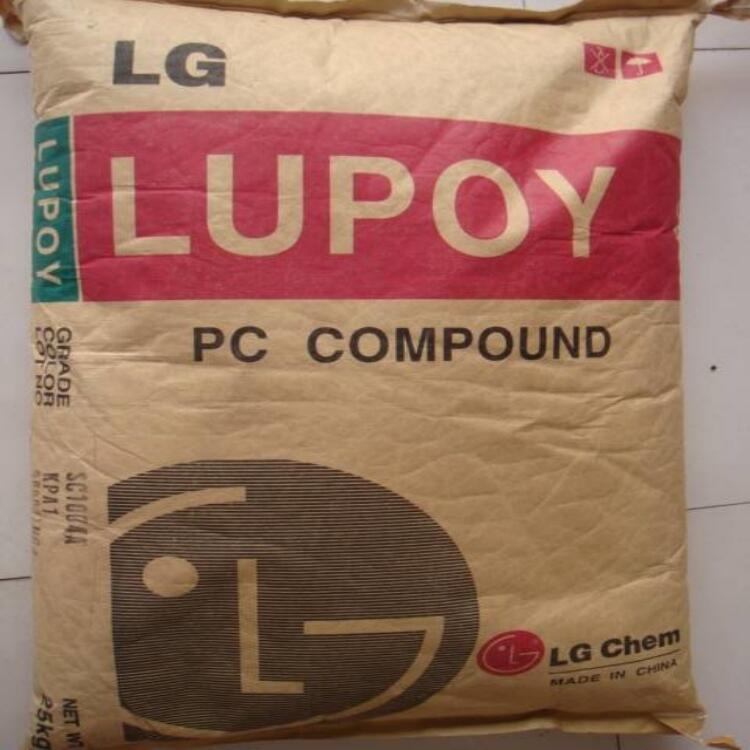 LG
LUPOY
LUPOY
PC COMPOUND
GRADE
COLOR
LOT NO
SC1004A
KPA1
LG
LG Chem
MADE IN CHINA
NET
25kg